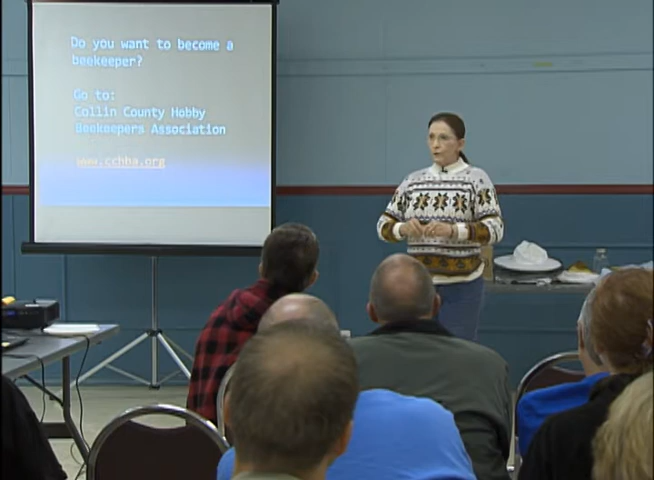 Do you want to become a
beekeeper?
Go to:
Collin County Hobby
Beekeepers Association
www.cchba.org